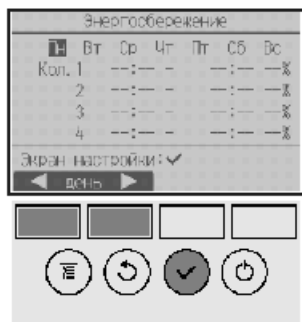 Энергосбережение
ПН Вт Ср Чт Пт Сб Вс
Кол. 1 --:-- - --:-- --%
2 --:-- - --:-- --%
3 --:-- - --:-- --%
4 --:-- - --:-- --%
Экран настройки:✓
◀ день ▶